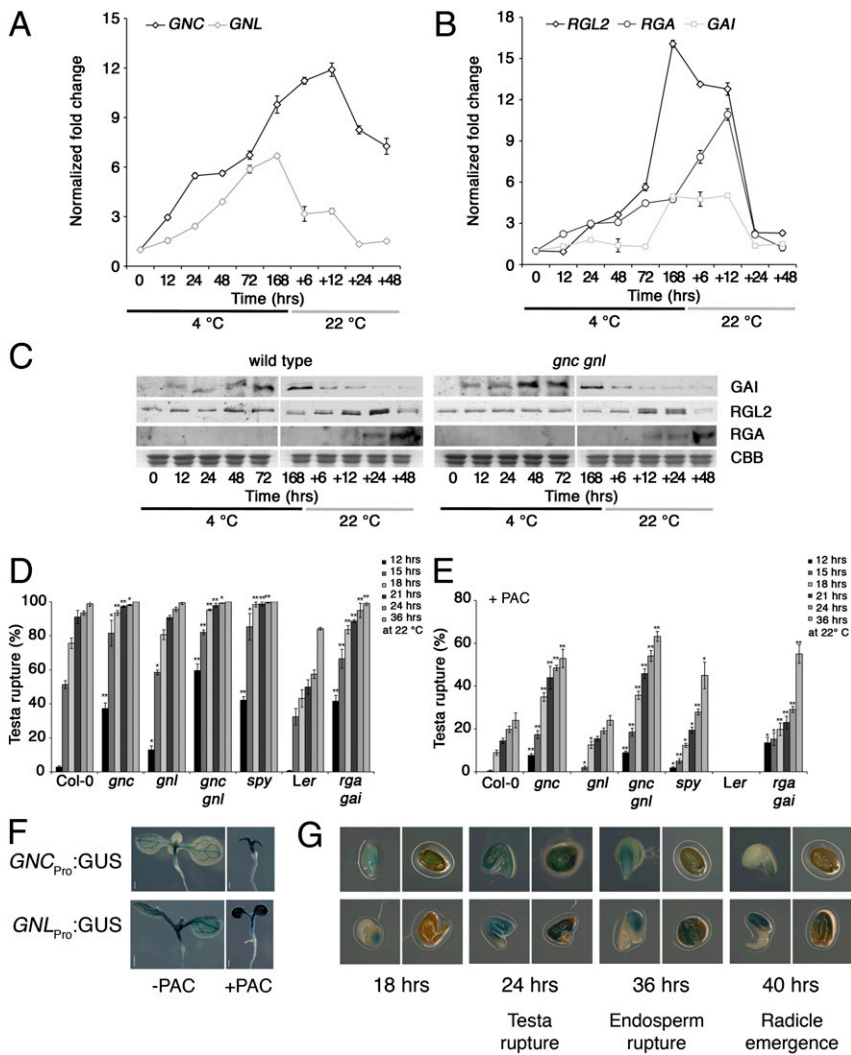 A
GNC GNL
Normalized fold change
15
12
9
6
3
0
0 12 24 48 72 168 +6 +12 +24 +48
Time (hrs)
4 °C 22 °C
B
RGL2 RGA GAI
Normalized fold change
18
15
12
9
6
3
0
0 12 24 48 72 168 +6 +12 +24 +48
Time (hrs)
4 °C 22 °C
C
wild type gnc gnl
GAI
RGL2
RGA
CBB
0 12 24 48 72 168 +6 +12 +24 +48
0 12 24 48 72 168 +6 +12 +24 +48
Time (hrs) Time (hrs)
4 °C 22 °C 4 °C 22 °C
D
12 hrs
15 hrs
18 hrs
21 hrs
24 hrs
36 hrs
at 22 °C
Testa rupture (%)
100
80
60
40
20
0
Col-0 gnc gnl gnc gnl spy Ler rga gai
E
+ PAC
12 hrs
15 hrs
18 hrs
21 hrs
24 hrs
36 hrs
at 22 °C
Testa rupture (%)
80
60
40
20
0
Col-0 gnc gnl gnc gnl spy Ler rga gai
F
GNCPro:GUS
GNLPro:GUS
-PAC +PAC
G
18 hrs 24 hrs 36 hrs 40 hrs
Testa rupture
Endosperm rupture
Radicle emergence